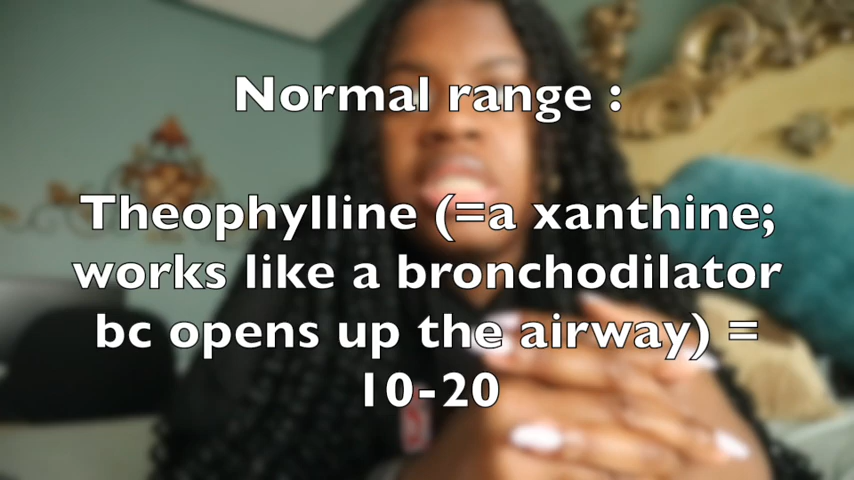 Normal range :
Theophylline (=a xanthine;
works like a bronchodilator
bc opens up the airway) =
10-20